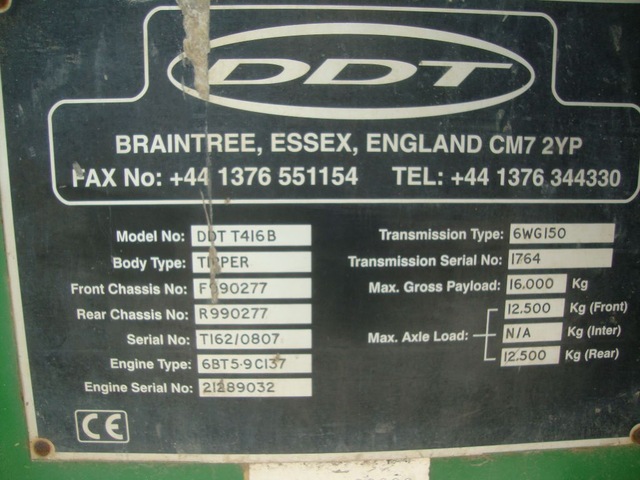 DDT
BRAINTREE, ESSEX, ENGLAND CM7 2YP
FAX No: +44 1376 551154 TEL: +44 1376 344330
Model No: DDT T416B
Body Type: TIPPER
Front Chassis No: F990277
Rear Chassis No: R990277
Serial No: T162/0807
Engine Type: 6BT5·9C137
Engine Serial No: 21289032
Transmission Type: 6WG150
Transmission Serial No: 1764
Max. Gross Payload: 16.000 Kg
12.500 Kg (Front)
Max. Axle Load: N/A Kg (Inter)
12.500 Kg (Rear)
CE